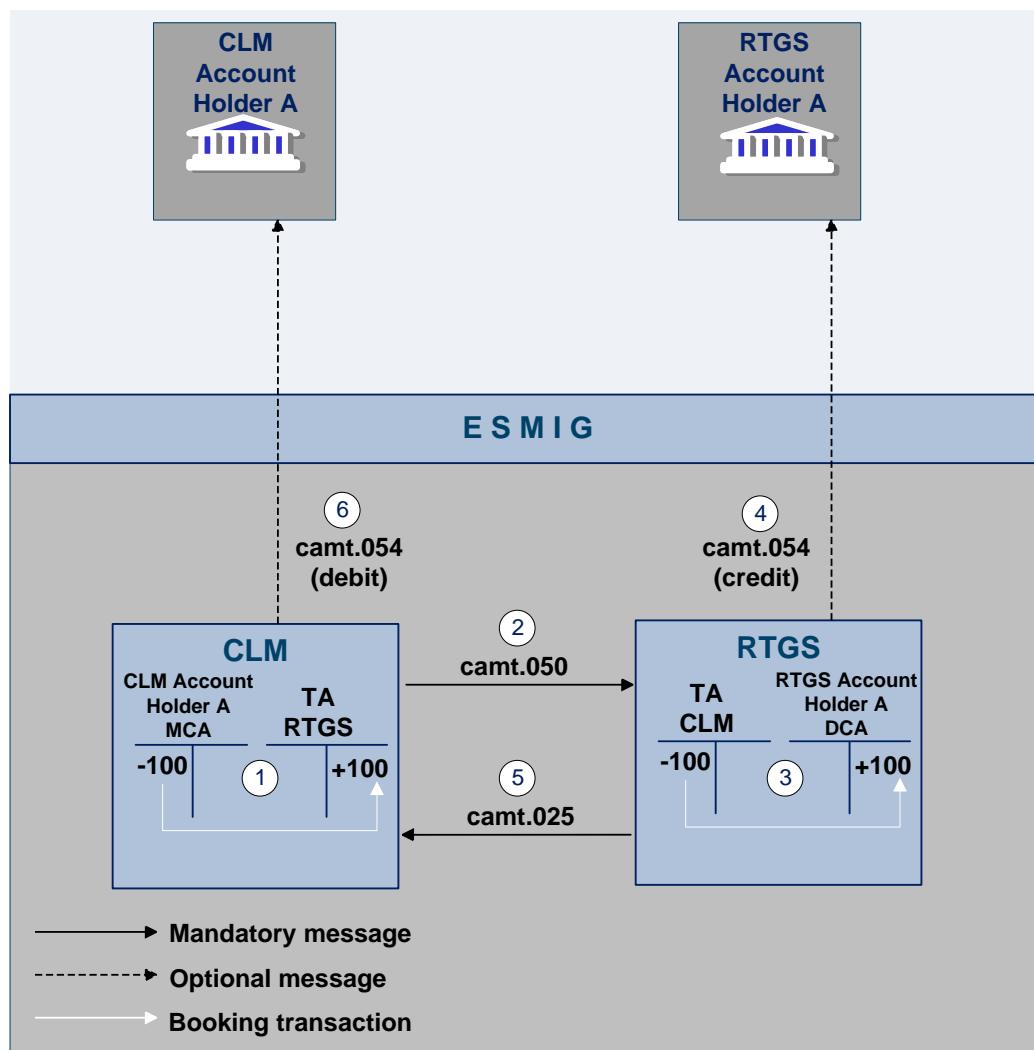 CLM
Account
Holder A
RTGS
Account
Holder A
E S M I G
6
camt.054
(debit)
4
camt.054
(credit)
2
camt.050
CLM
CLM Account
Holder A
MCA
TA
RTGS
-100
1
+100
RTGS
TA
CLM
RTGS Account
Holder A
DCA
-100
3
+100
5
camt.025
Mandatory message
Optional message
Booking transaction